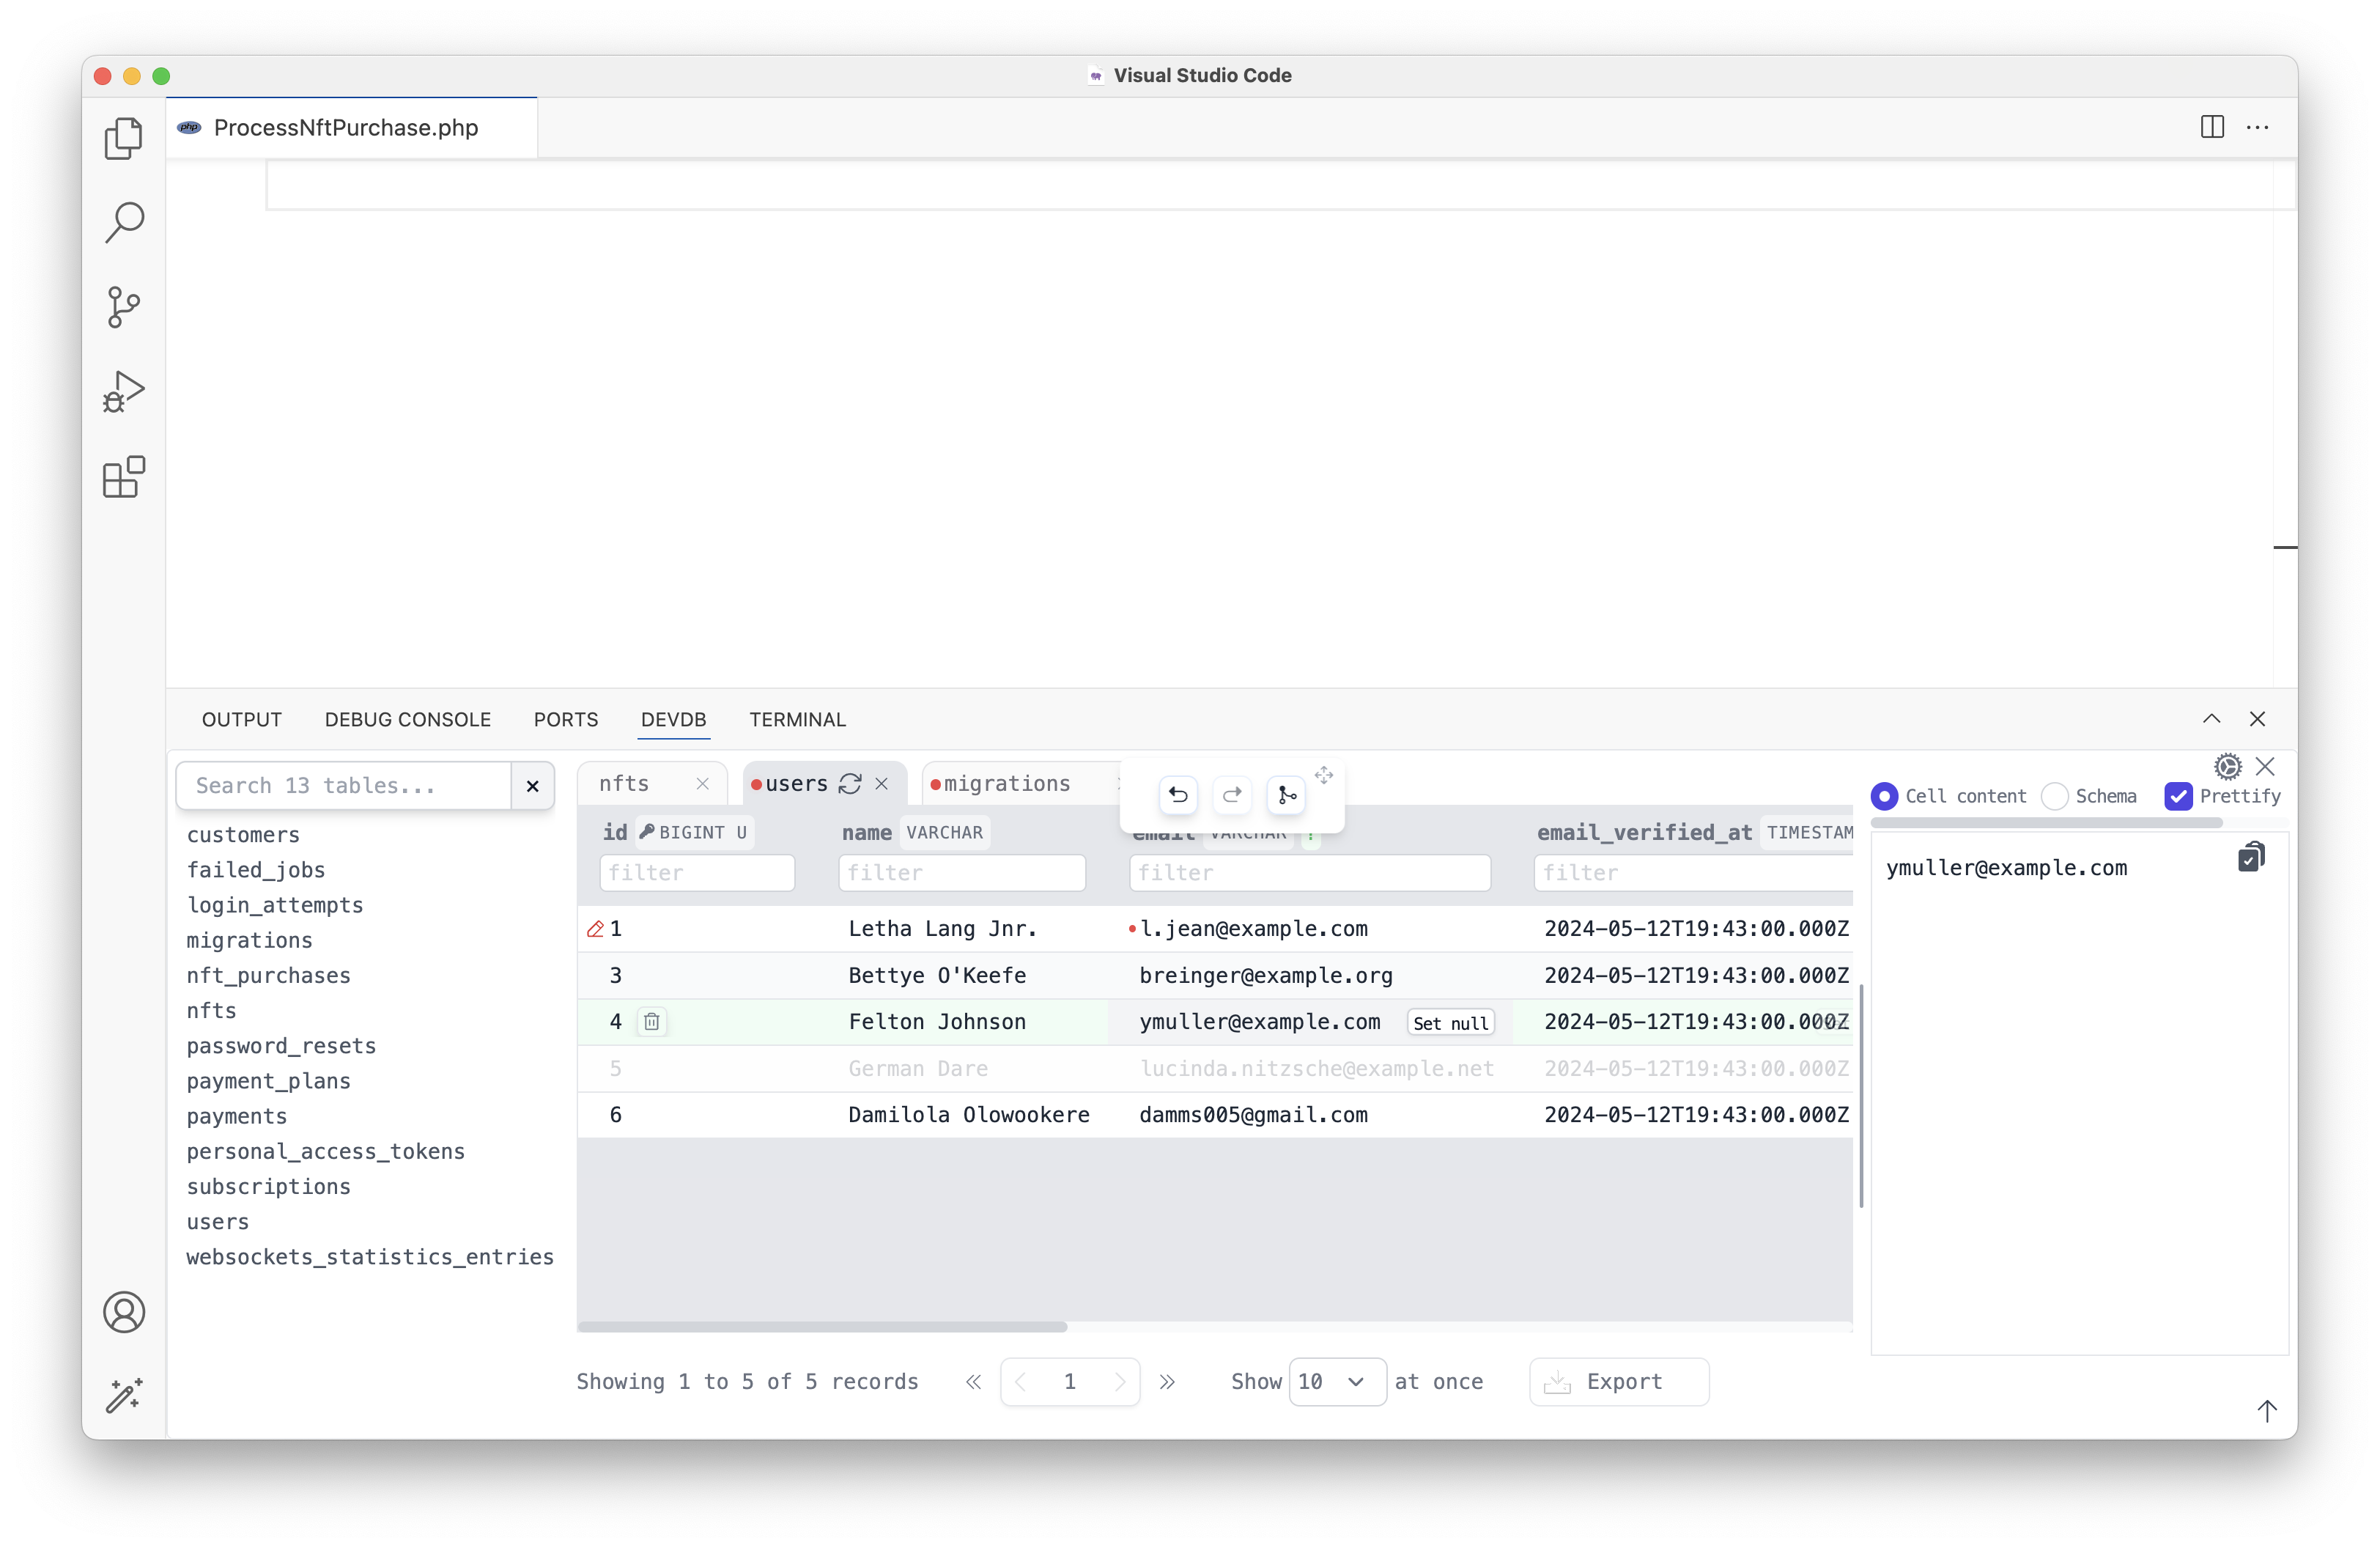 Visual Studio Code
php ProcessNftPurchase.php
OUTPUT DEBUG CONSOLE PORTS DEVDB TERMINAL
Search 13 tables...
customers
failed_jobs
login_attempts
migrations
nft_purchases
nfts
password_resets
payment_plans
payments
personal_access_tokens
subscriptions
users
websockets_statistics_entries
nfts users migrations
id BIGINT U name VARCHAR email VARCHAR ? email_verified_at TIMESTAM
filter filter filter filter
1 Letha Lang Jnr. l.jean@example.com 2024-05-12T19:43:00.000Z
3 Bettye O'Keefe breinger@example.org 2024-05-12T19:43:00.000Z
4 Felton Johnson ymuller@example.com Set null 2024-05-12T19:43:00.000Z
5 German Dare lucinda.nitzsche@example.net 2024-05-12T19:43:00.000Z
6 Damilola Olowookere damms005@gmail.com 2024-05-12T19:43:00.000Z
Showing 1 to 5 of 5 records « 1 » Show 10 at once Export
Cell content Schema Prettify
ymuller@example.com